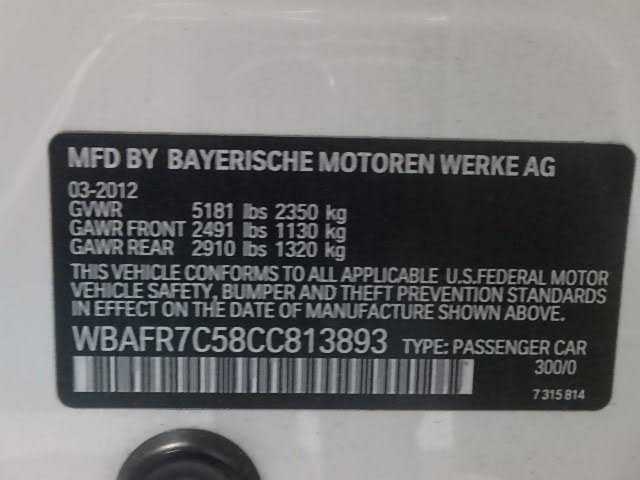 MFD BY BAYERISCHE MOTOREN WERKE AG
03-2012
GVWR 5181 lbs 2350 kg
GAWR FRONT 2491 lbs 1130 kg
GAWR REAR 2910 lbs 1320 kg
THIS VEHICLE CONFORMS TO ALL APPLICABLE U.S.FEDERAL MOTOR
VEHICLE SAFETY, BUMPER AND THEFT PREVENTION STANDARDS
IN EFFECT ON THE DATE OF MANUFACTURE SHOWN ABOVE.
WBAFR7C58CC813893 TYPE: PASSENGER CAR
300/0
7 315 814